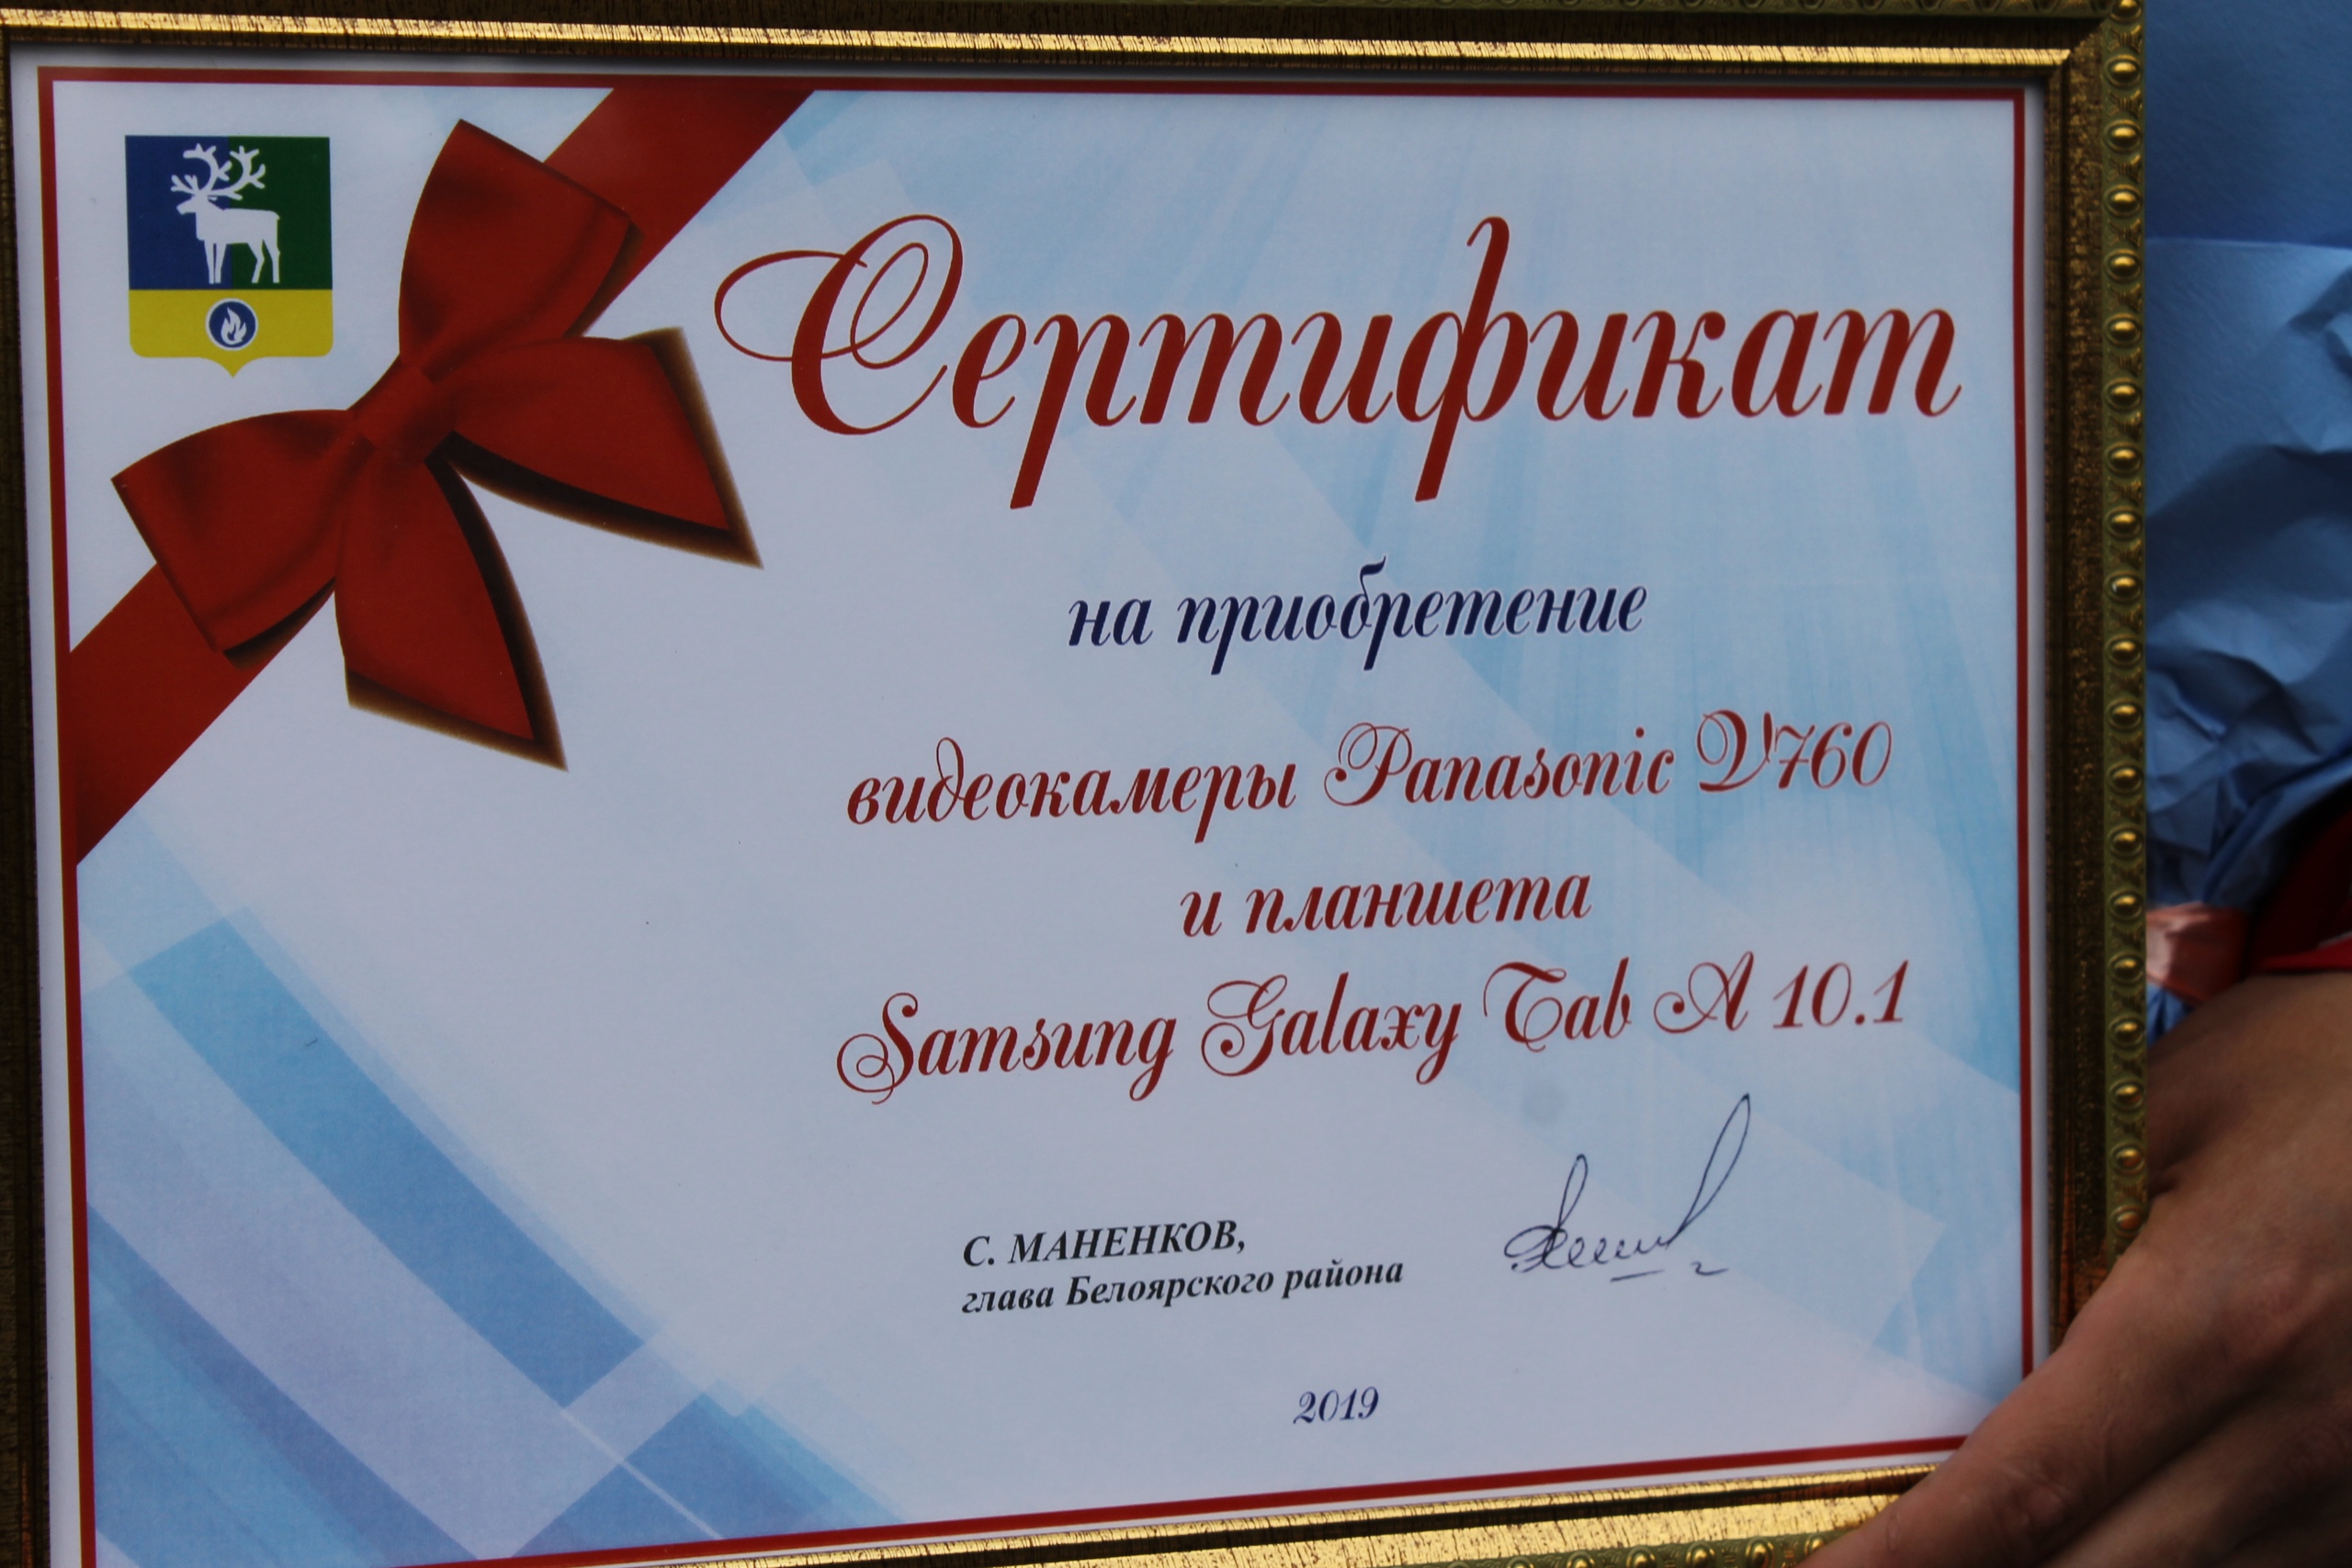 Сертификат
на приобретение
видеокамеры Panasonic V760
и планшета
Samsung Galaxy Tab A 10.1
С. МАНЕНКОВ,
глава Белоярского района
2019